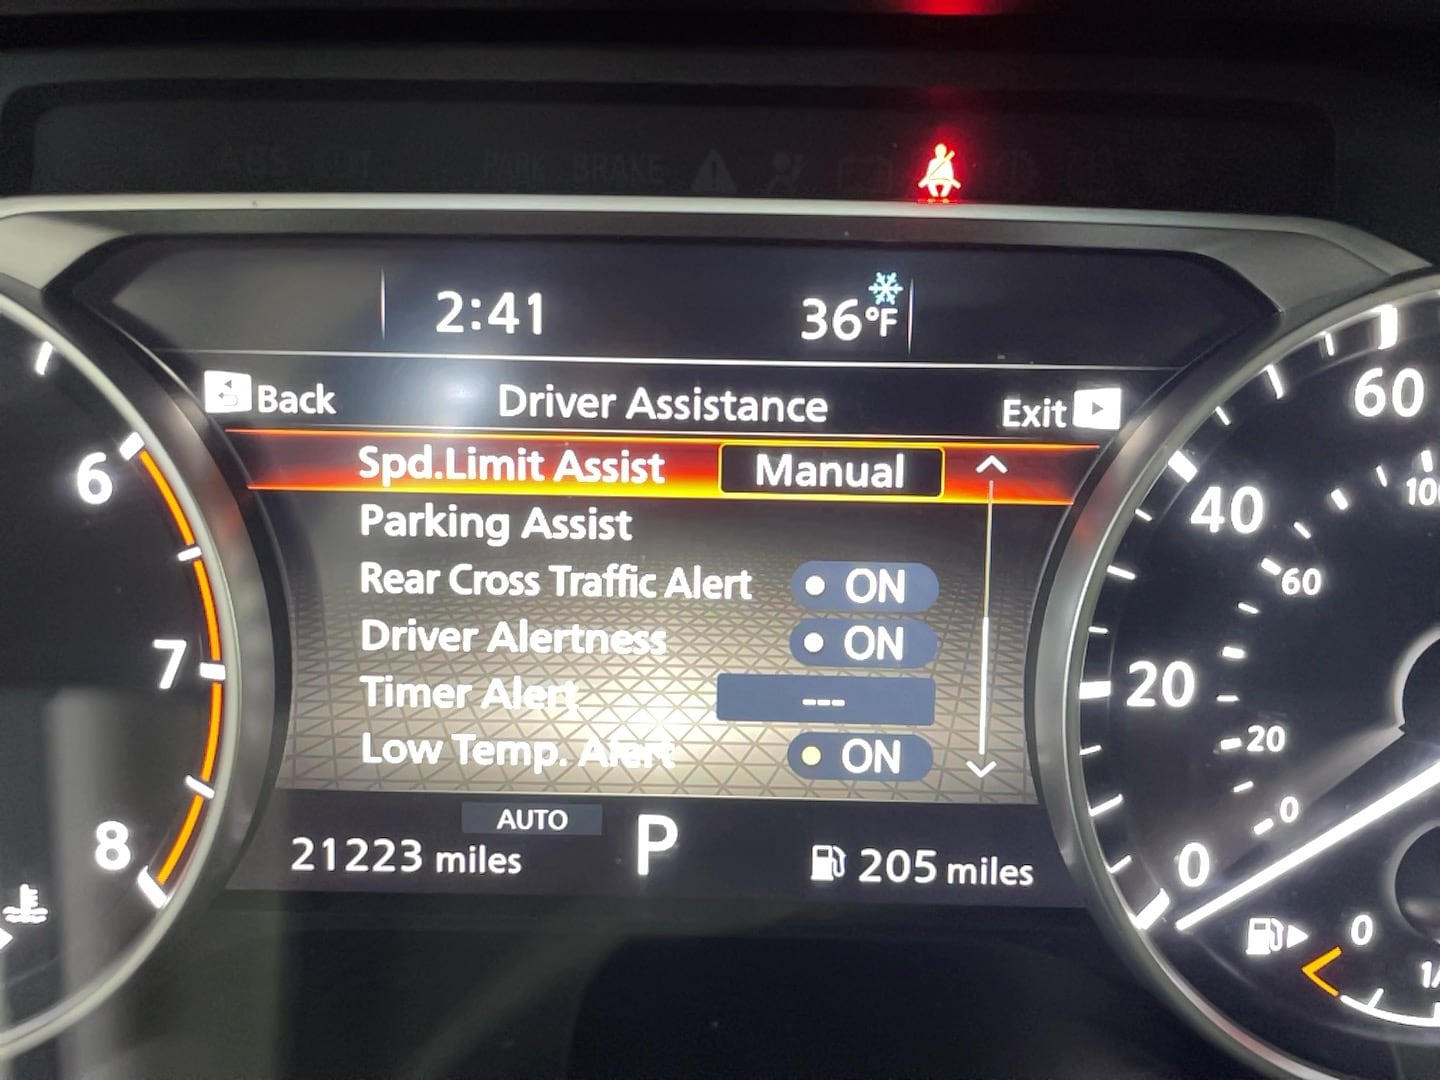 PARK BRAKE
2:41
36°F
Back
Driver Assistance
Exit
Spd.Limit Assist Manual
Parking Assist
Rear Cross Traffic Alert ON
Driver Alertness ON
Timer Alert ---
Low Temp. Alert ON
AUTO
21223 miles
P
205 miles
6
7
8
60
40
20
0
60
20
0
0